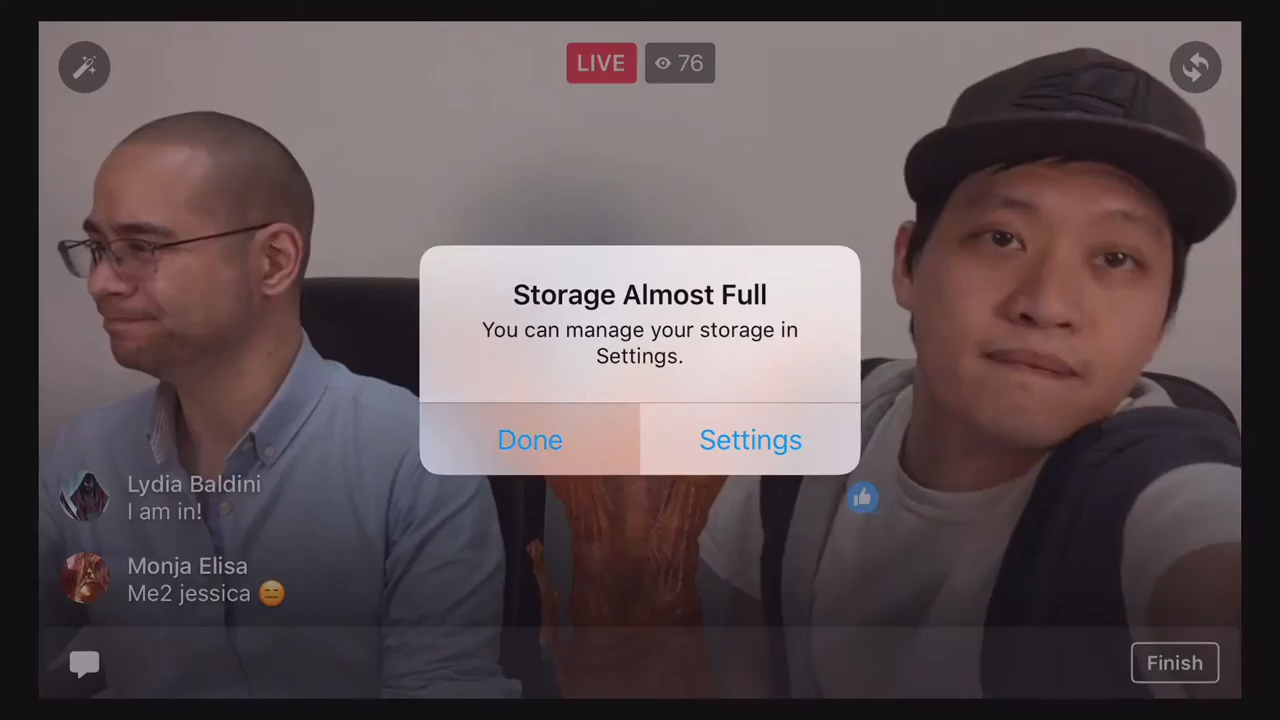 LIVE
76
Storage Almost Full
You can manage your storage in
Settings.
Done
Settings
Lydia Baldini
I am in!
Monja Elisa
Me2 jessica 😑
Finish